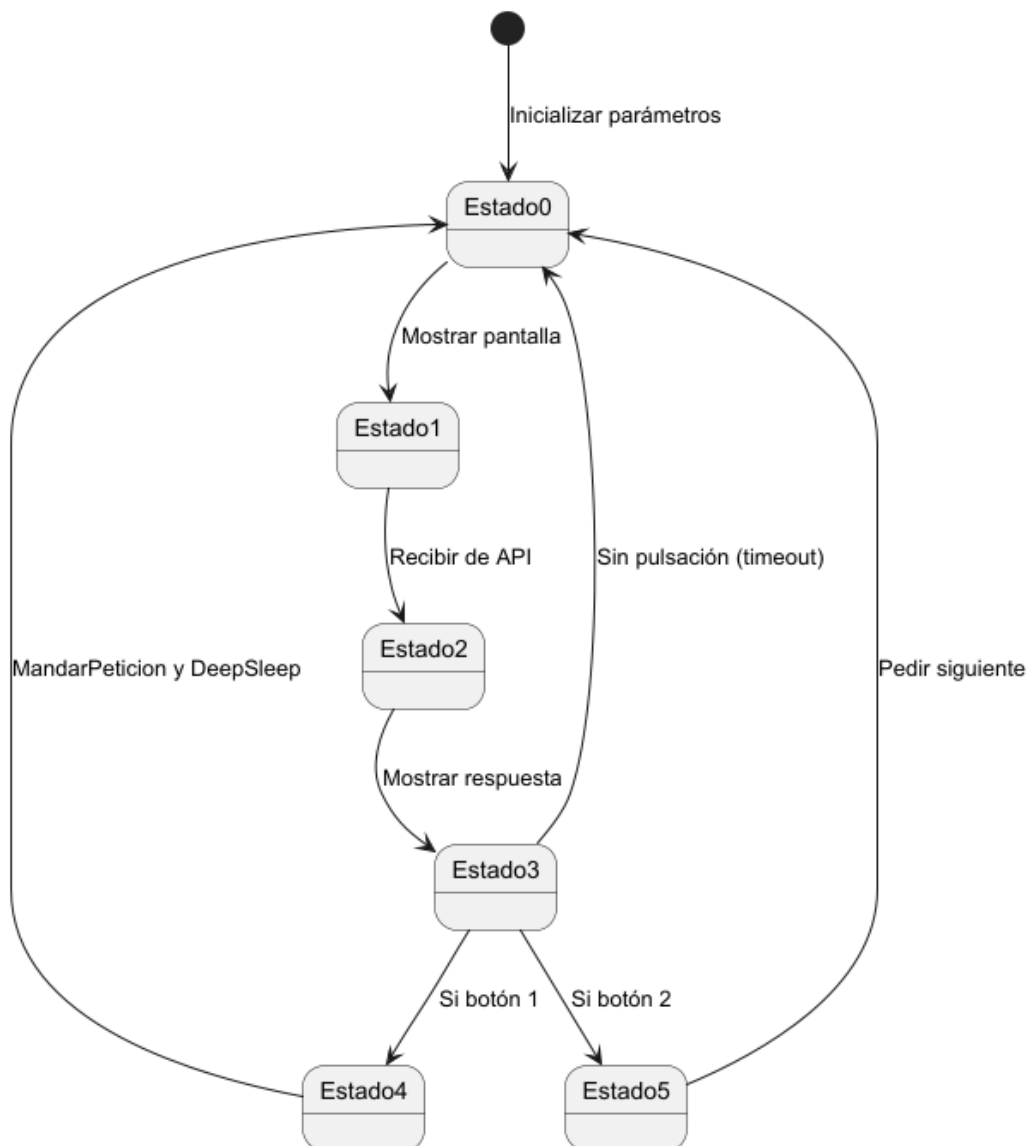 Inicializar parámetros
Estado0
Mostrar pantalla
Estado1
Recibir de API
Sin pulsación (timeout)
Estado2
MandarPeticion y DeepSleep
Pedir siguiente
Mostrar respuesta
Estado3
Si botón 1
Si botón 2
Estado4
Estado5